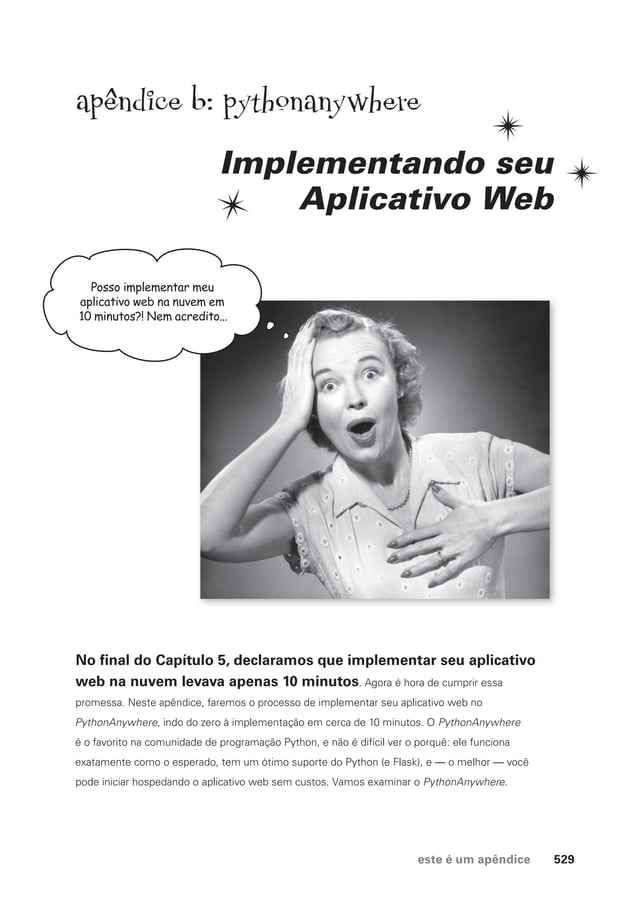 apêndice b: pythonanywhere
Implementando seu
Aplicativo Web
Posso implementar meu
aplicativo web na nuvem em
10 minutos?! Nem acredito...
No final do Capítulo 5, declaramos que implementar seu aplicativo
web na nuvem levava apenas 10 minutos. Agora é hora de cumprir essa
promessa. Neste apêndice, faremos o processo de implementar seu aplicativo web no
PythonAnywhere, indo do zero à implementação em cerca de 10 minutos. O PythonAnywhere
é o favorito na comunidade de programação Python, e não é difícil ver o porquê: ele funciona
exatamente como o esperado, tem um ótimo suporte do Python (e Flask), e — o melhor — você
pode iniciar hospedando o aplicativo web sem custos. Vamos examinar o PythonAnywhere.
este é um apêndice 529